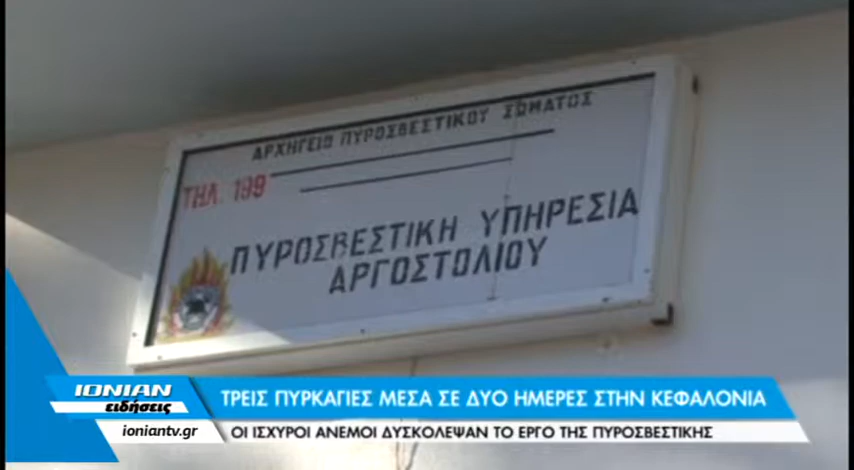 ΑΡΧΗΓΕΙΟ ΠΥΡΟΣΒΕΣΤΙΚΟΥ ΣΩΜΑΤΟΣ
ΤΗΛ. 199
ΠΥΡΟΣΒΕΣΤΙΚΗ ΥΠΗΡΕΣΙΑ
ΑΡΓΟΣΤΟΛΙΟΥ
IONIAN
ειδήσεις
ioniantv.gr
ΤΡΕΙΣ ΠΥΡΚΑΓΙΕΣ ΜΕΣΑ ΣΕ ΔΥΟ ΗΜΕΡΕΣ ΣΤΗΝ ΚΕΦΑΛΟΝΙΑ
ΟΙ ΙΣΧΥΡΟΙ ΑΝΕΜΟΙ ΔΥΣΚΟΛΕΨΑΝ ΤΟ ΕΡΓΟ ΤΗΣ ΠΥΡΟΣΒΕΣΤΙΚΗΣ